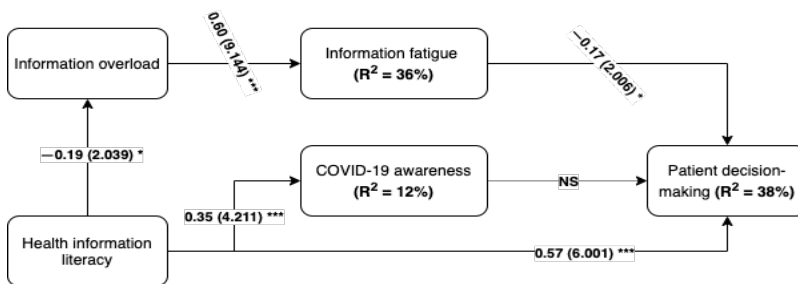 Information overload
0.60 (9.144) ***
Information fatigue
(R² = 36%)
—0.17 (2.006) *
—0.19 (2.039) *
COVID-19 awareness
(R² = 12%)
NS
Patient decision-
making (R² = 38%)
0.35 (4.211) ***
Health information
literacy
0.57 (6.001) ***